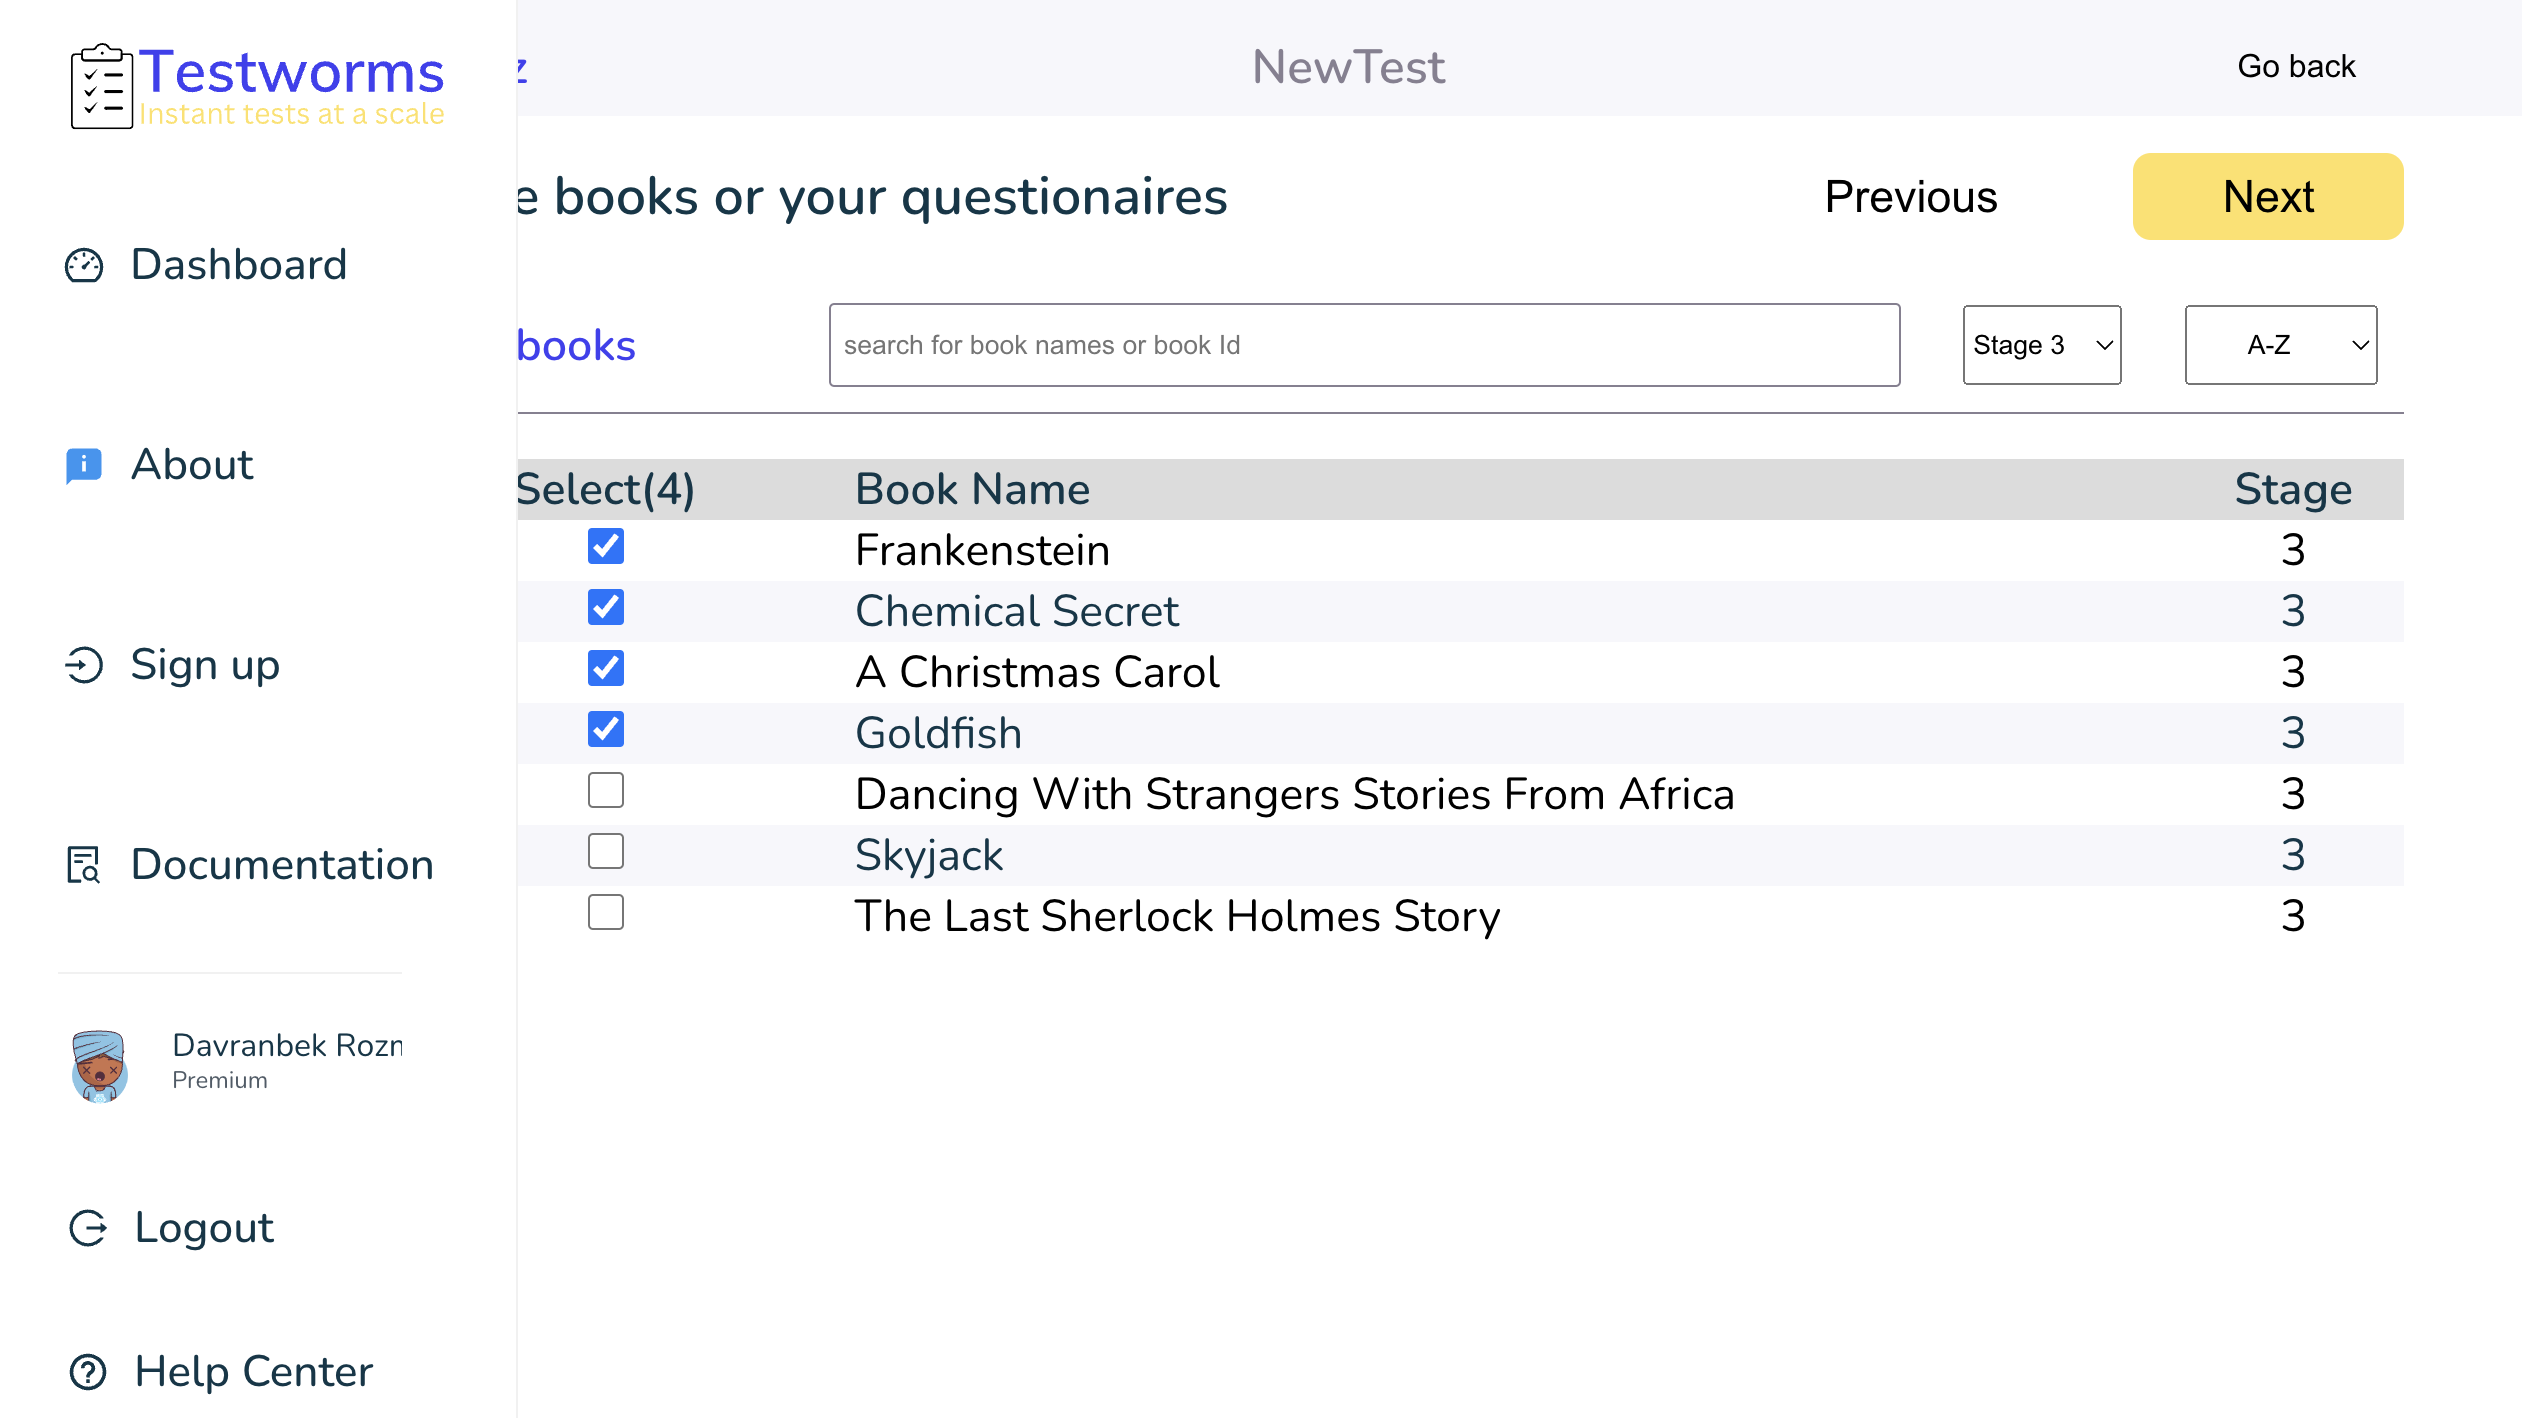 Testworms
Instant tests at a scale
Dashboard
About
Sign up
Documentation
Davranbek Rozn
Premium
Logout
Help Center
z
NewTest
Go back
e books or your questionaires
Previous
Next
books
search for book names or book Id
Stage 3
A-Z
Select(4)
Book Name
Stage
Frankenstein
3
Chemical Secret
3
A Christmas Carol
3
Goldfish
3
Dancing With Strangers Stories From Africa
3
Skyjack
3
The Last Sherlock Holmes Story
3